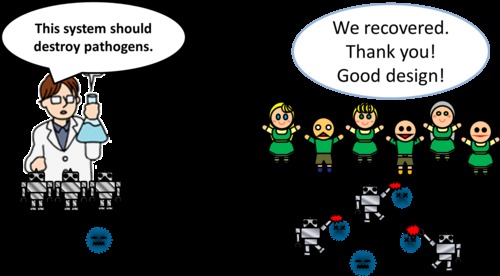 This system should
destroy pathogens.
We recovered.
Thank you!
Good design!